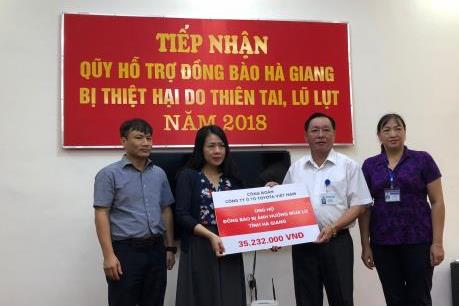 TIẾP NHẬN
QUỸ HỖ TRỢ ĐỒNG BÀO HÀ GIANG
BỊ THIỆT HẠI DO THIÊN TAI, LŨ LỤT
NĂM 2018
CÔNG ĐOÀN
CÔNG TY Ô TÔ TOYOTA VIỆT NAM
ỦNG HỘ
ĐỒNG BÀO BỊ ẢNH HƯỞNG MƯA LŨ
TỈNH HÀ GIANG
35.232.000 VNĐ